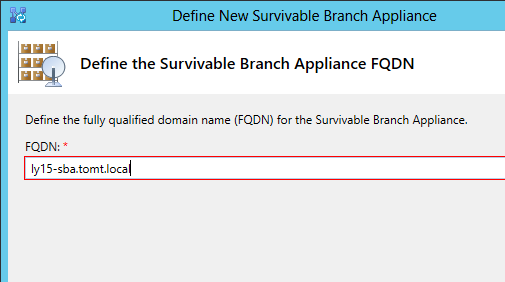 Define New Survivable Branch Appliance
Define the Survivable Branch Appliance FQDN
Define the fully qualified domain name (FQDN) for the Survivable Branch Appliance.
FQDN: *
ly15-sba.tomt.local